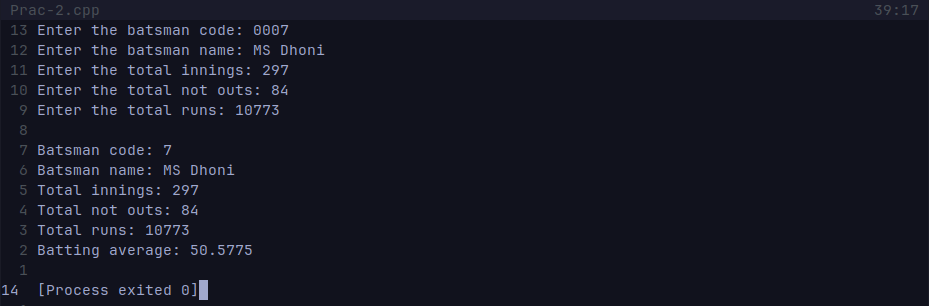 Prac-2.cpp 39:17
13 Enter the batsman code: 0007
12 Enter the batsman name: MS Dhoni
11 Enter the total innings: 297
10 Enter the total not outs: 84
9 Enter the total runs: 10773
8
7 Batsman code: 7
6 Batsman name: MS Dhoni
5 Total innings: 297
4 Total not outs: 84
3 Total runs: 10773
2 Batting average: 50.5775
1
14 [Process exited 0]